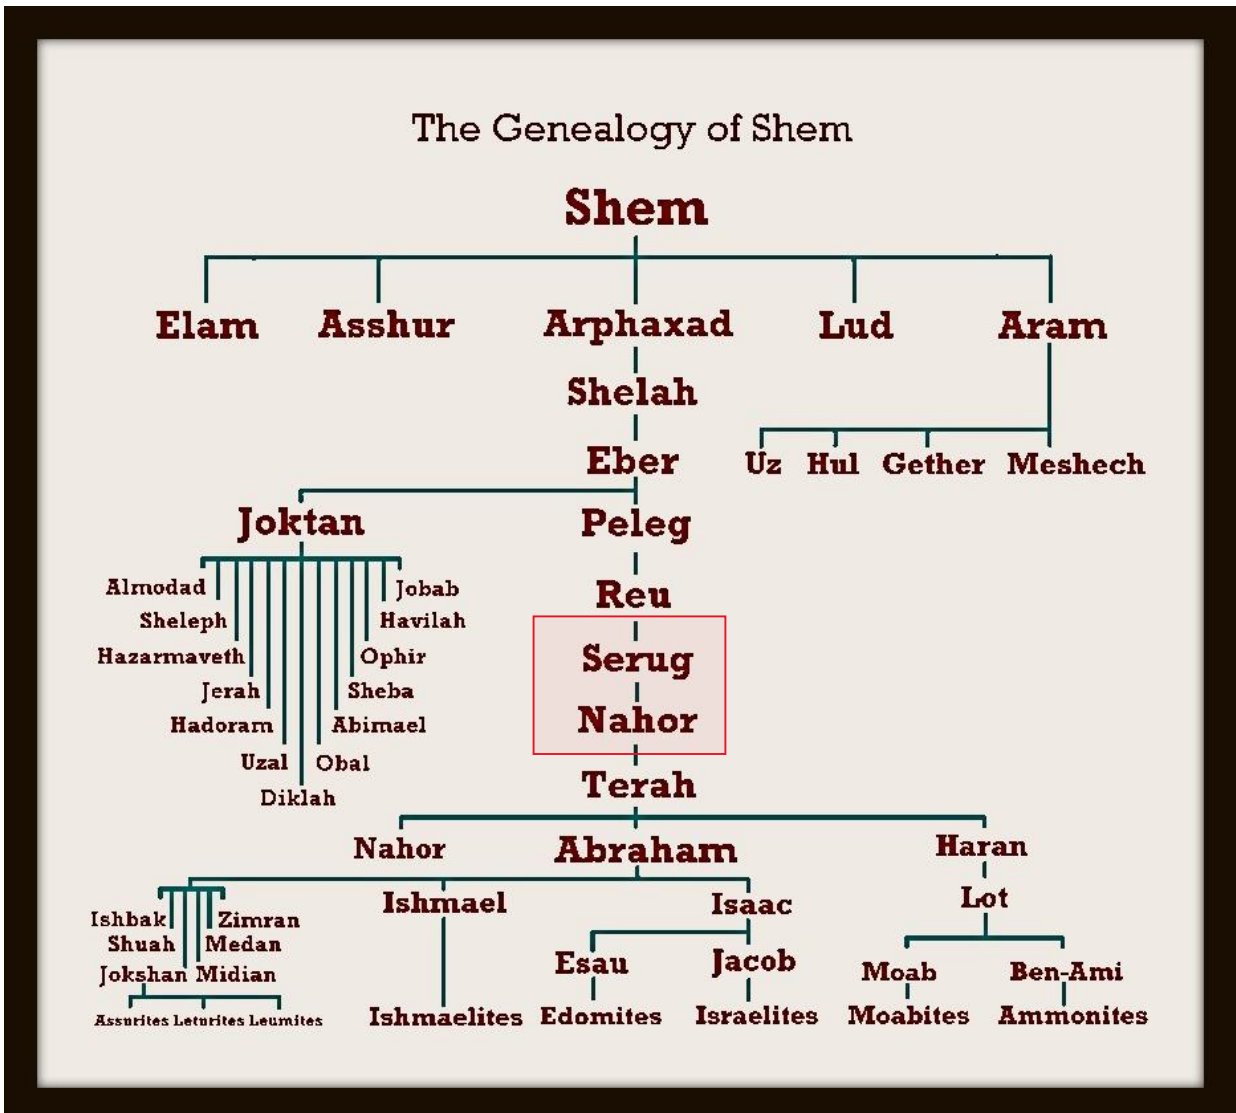 The Genealogy of Shem
Shem
Elam Asshur Arphaxad Lud Aram
Shelah
Eber Uz Hul Gether Meshech
Joktan Peleg
Almodad Jobab Reu
Sheleph Havilah
Hazarmaveth Ophir Serug
Jerah Sheba
Hadoram Abimael Nahor
Uzal Obal
Diklah Terah
Nahor Abraham Haran
Ishbak Zimran Ishmael Isaac Lot
Shuah Medan
Jokshan Midian Esau Jacob Moab Ben-Ami
Assurites Leturites Leumites Ishmaelites Edomites Israelites Moabites Ammonites